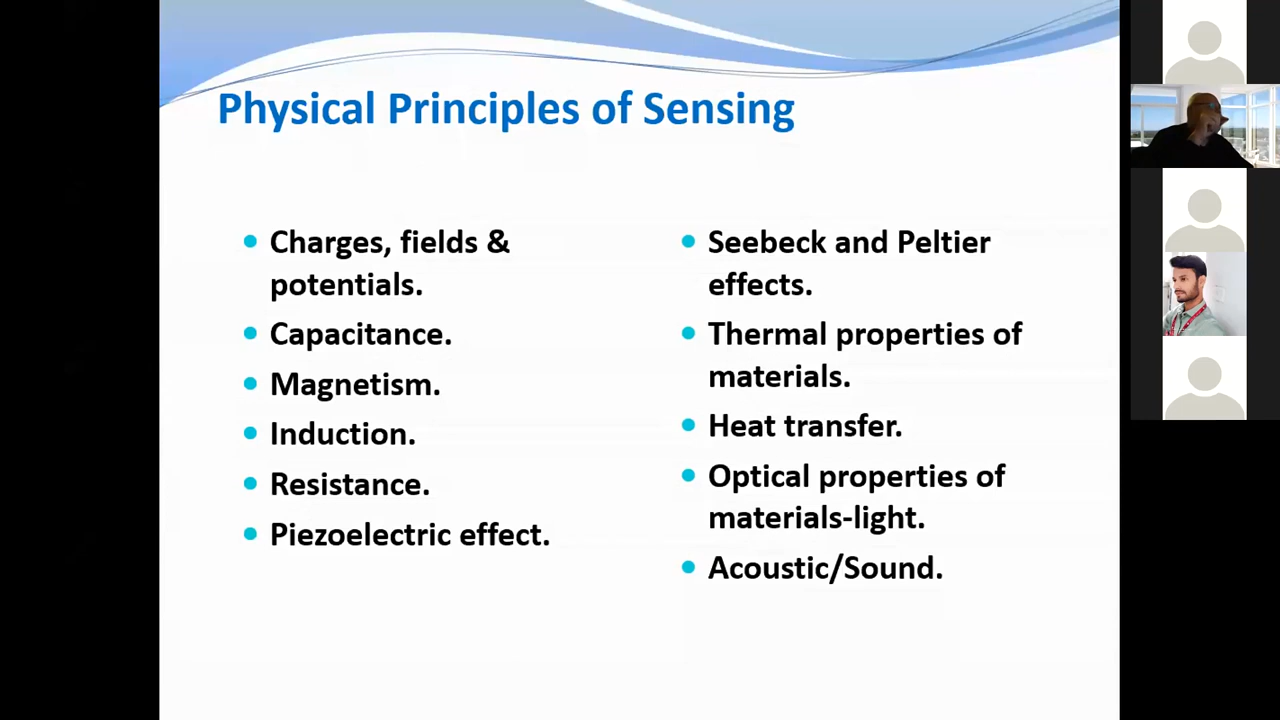 Physical Principles of Sensing
Charges, fields &
potentials.
Capacitance.
Magnetism.
Induction.
Resistance.
Piezoelectric effect.
Seebeck and Peltier
effects.
Thermal properties of
materials.
Heat transfer.
Optical properties of
materials-light.
Acoustic/Sound.